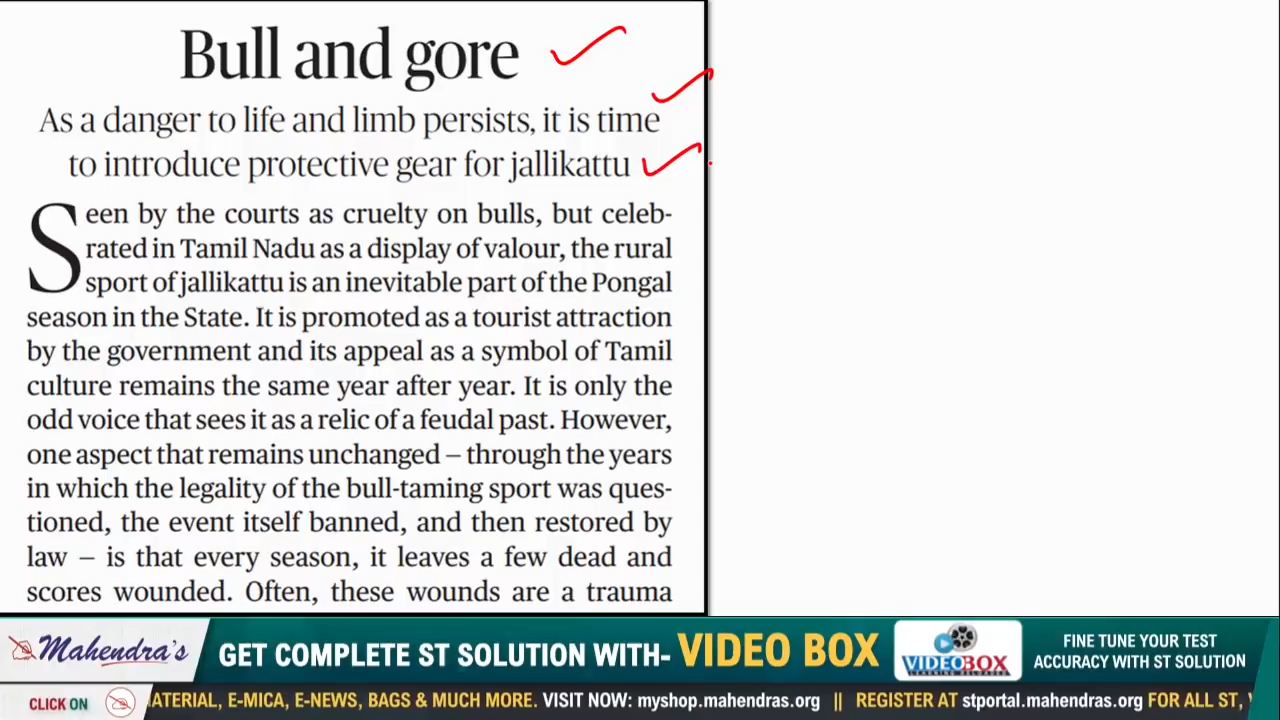 Bull and gore
As a danger to life and limb persists, it is time
to introduce protective gear for jallikattu
Seen by the courts as cruelty on bulls, but celeb-
rated in Tamil Nadu as a display of valour, the rural
sport of jallikattu is an inevitable part of the Pongal
season in the State. It is promoted as a tourist attraction
by the government and its appeal as a symbol of Tamil
culture remains the same year after year. It is only the
odd voice that sees it as a relic of a feudal past. However,
one aspect that remains unchanged – through the years
in which the legality of the bull-taming sport was ques-
tioned, the event itself banned, and then restored by
law – is that every season, it leaves a few dead and
scores wounded. Often, these wounds are a trauma
Mahendra's
GET COMPLETE ST SOLUTION WITH- VIDEO BOX
VIDEOBOX
LEARNING RELOADED
FINE TUNE YOUR TEST
ACCURACY WITH ST SOLUTION
CLICK ON
ATERIAL, E-MICA, E-NEWS, BAGS & MUCH MORE. VISIT NOW: myshop.mahendras.org || REGISTER AT stportal.mahendras.org FOR ALL ST,